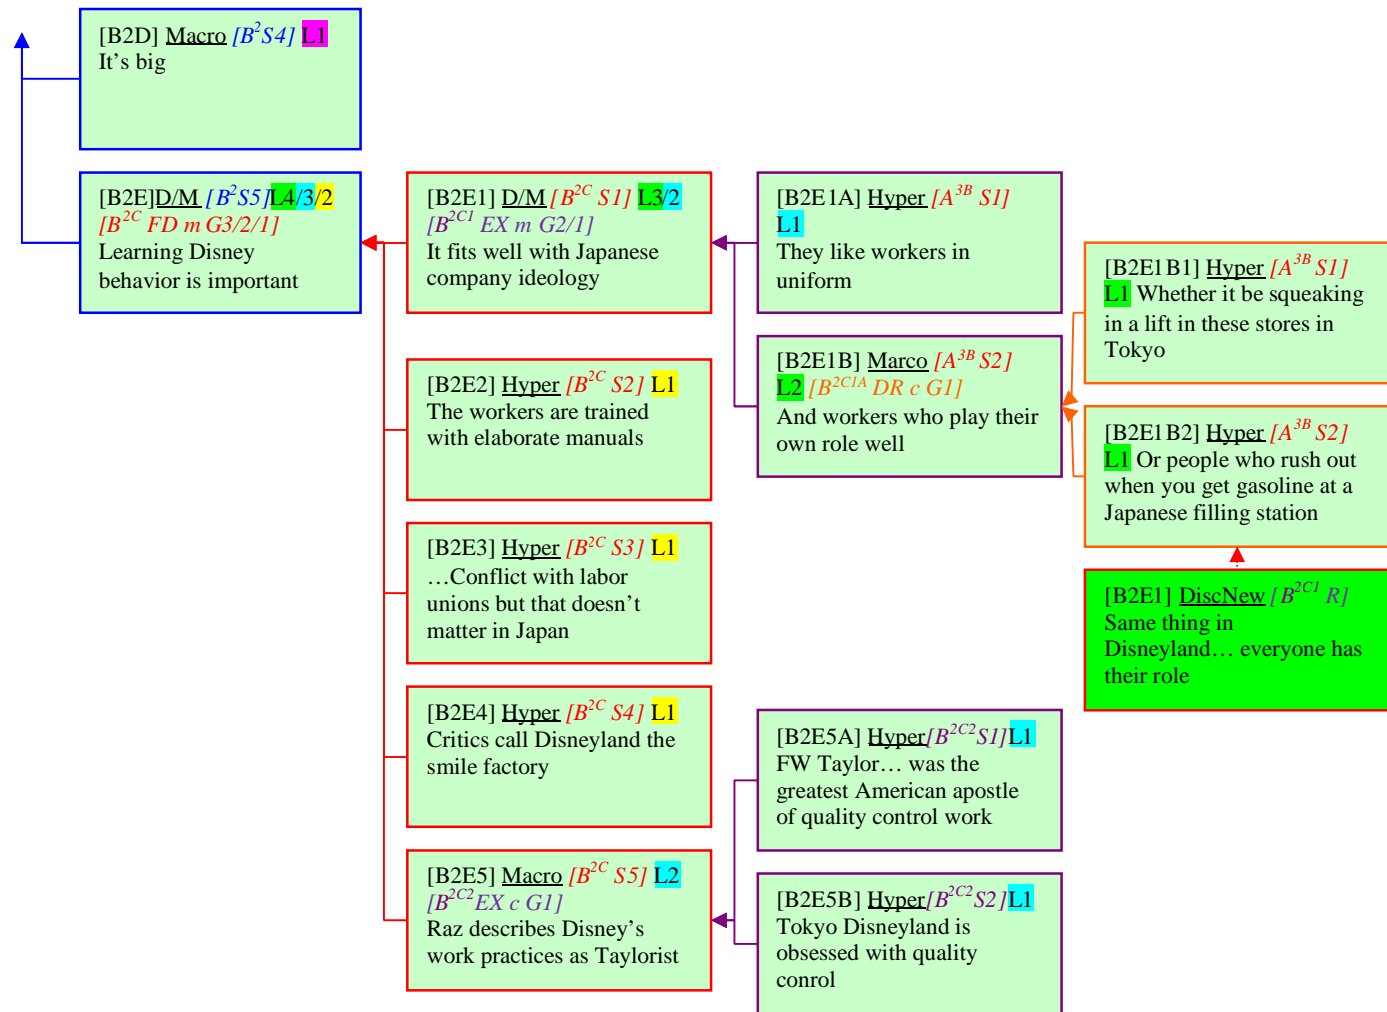 [B2D] Macro [B²S4] L1
It's big
[B2E]D/M [B²S5]L4/3/2
[B²ᶜ FD m G3/2/1]
Learning Disney
behavior is important
[B2E1] D/M [B²ᶜ S1] L3/2
[B²ᶜ¹ EX m G2/1]
It fits well with Japanese
company ideology
[B2E2] Hyper [B²ᶜ S2] L1
The workers are trained
with elaborate manuals
[B2E3] Hyper [B²ᶜ S3] L1
…Conflict with labor
unions but that doesn't
matter in Japan
[B2E4] Hyper [B²ᶜ S4] L1
Critics call Disneyland the
smile factory
[B2E5] Macro [B²ᶜ S5] L2
[B²ᶜ² EX c G1]
Raz describes Disney's
work practices as Taylorist
[B2E1A] Hyper [A³ᴮ S1]
L1
They like workers in
uniform
[B2E1B] Marco [A³ᴮ S2]
L2 [B²ᶜ¹ᴬ DR c G1]
And workers who play their
own role well
[B2E5A] Hyper[B²ᶜ²S1]L1
FW Taylor… was the
greatest American apostle
of quality control work
[B2E5B] Hyper[B²ᶜ²S2]L1
Tokyo Disneyland is
obsessed with quality
conrol
[B2E1B1] Hyper [A³ᴮ S1]
L1 Whether it be squeaking
in a lift in these stores in
Tokyo
[B2E1B2] Hyper [A³ᴮ S2]
L1 Or people who rush out
when you get gasoline at a
Japanese filling station
[B2E1] DiscNew [B²ᶜ¹ R]
Same thing in
Disneyland… everyone has
their role